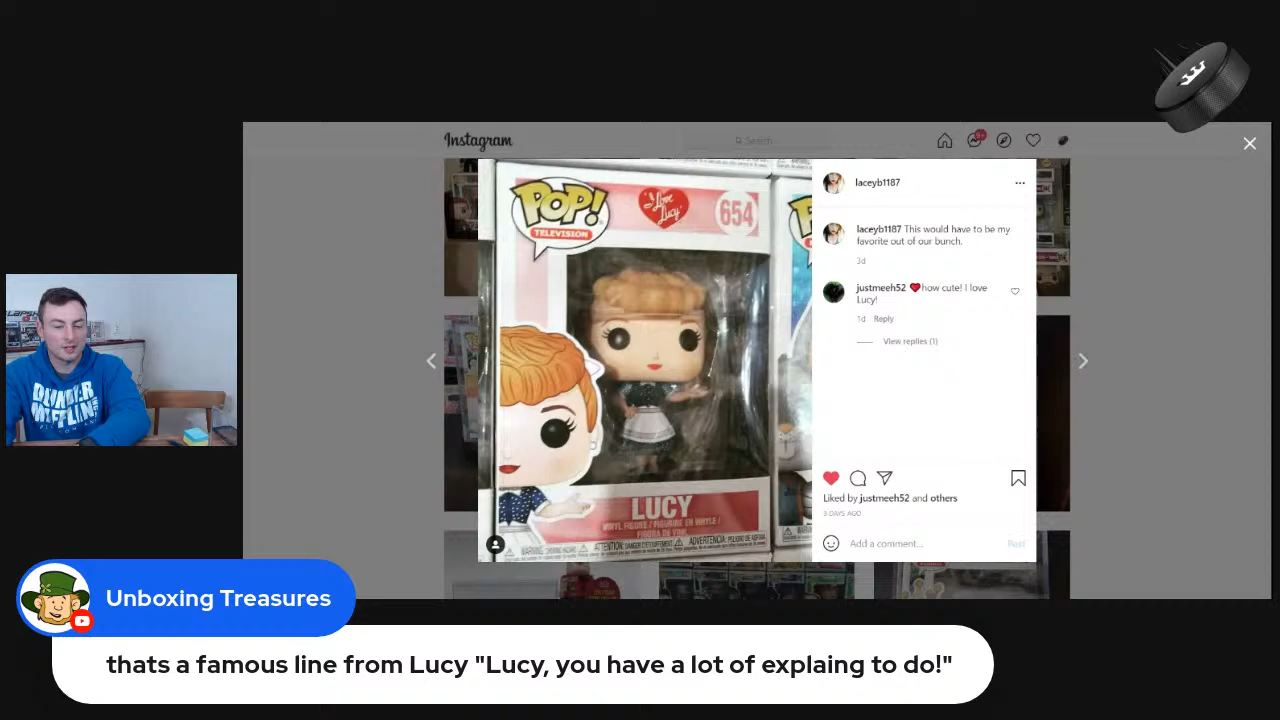 Instagram
Search
9+
laceyb1187
POP!
TELEVISION
I Love
Lucy
654
laceyb1187 This would have to be my
favorite out of our bunch.
3d
justmeeh52 ❤️how cute! I love
Lucy!
1d Reply
View replies (1)
DUNDER
MIFFLIN
LUCY
VINYL FIGURE / FIGURINE EN VINYLE /
FIGURA DE VINIL
Liked by justmeeh52 and others
3 DAYS AGO
Add a comment...
Post
Unboxing Treasures
thats a famous line from Lucy "Lucy, you have a lot of explaing to do!"